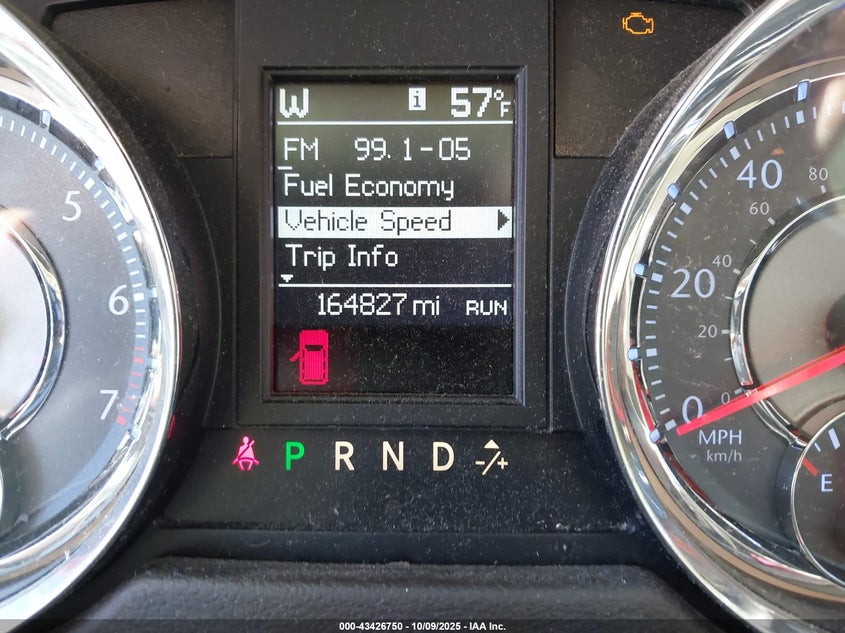 W i 57°F
FM 99.1-05
Fuel Economy
Vehicle Speed
Trip Info
164827 mi RUN
P R N D -/+
5
6
7
40
20
0
MPH
km/h
80
60
40
20
0
E
000-43426750 - 10/09/2025 - IAA Inc.